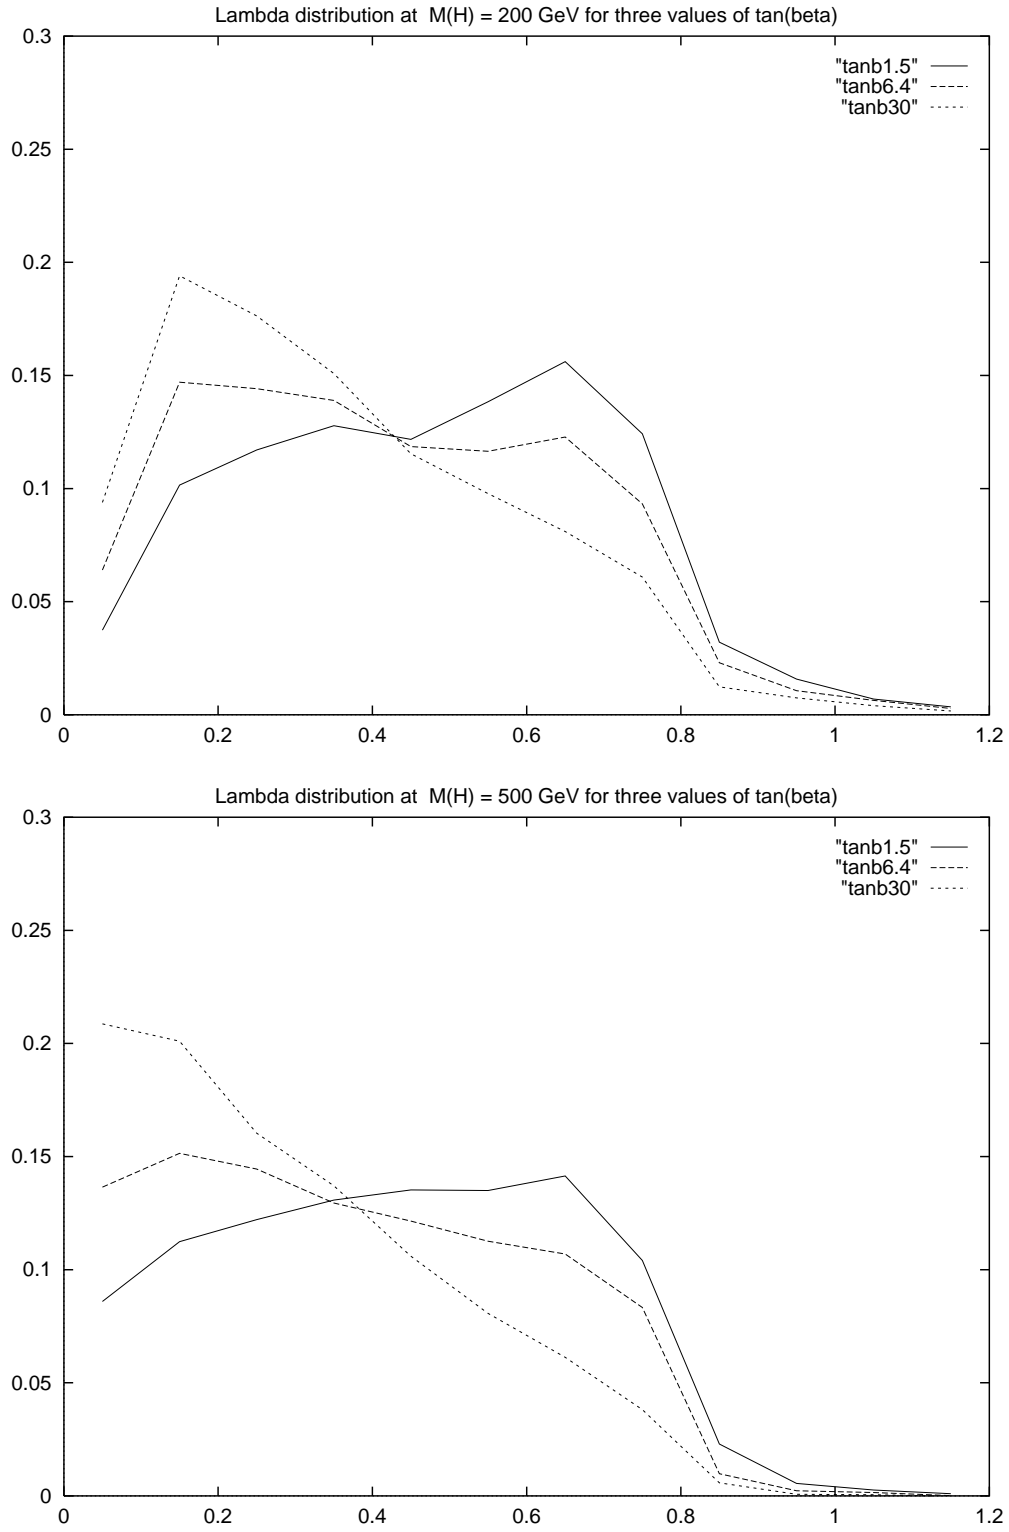 Lambda distribution at  M(H) = 200 GeV for three values of tan(beta)
0.3
"tanb1.5"
"tanb6.4"
"tanb30"
0.25
0.2
0.15
0.1
0.05
0
0 0.2 0.4 0.6 0.8 1 1.2
Lambda distribution at  M(H) = 500 GeV for three values of tan(beta)
0.3
"tanb1.5"
"tanb6.4"
"tanb30"
0.25
0.2
0.15
0.1
0.05
0
0 0.2 0.4 0.6 0.8 1 1.2